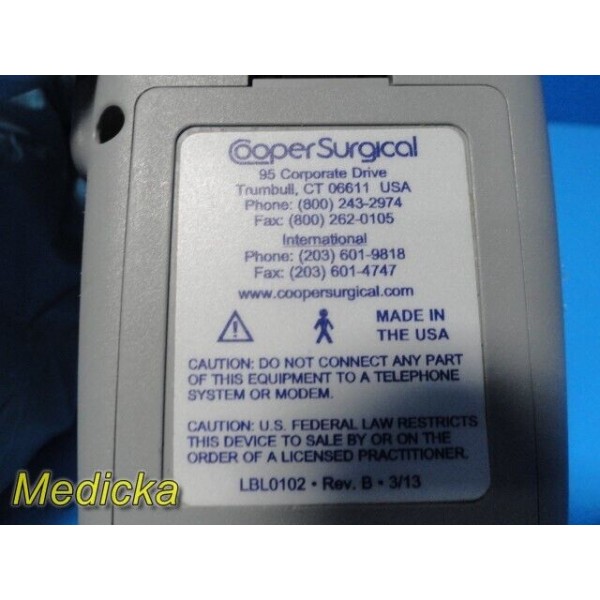 CooperSurgical
95 Corporate Drive
Trumbull, CT 06611 USA
Phone: (800) 243-2974
Fax: (800) 262-0105
International
Phone: (203) 601-9818
Fax: (203) 601-4747
www.coopersurgical.com
MADE IN
THE USA
CAUTION: DO NOT CONNECT ANY PART
OF THIS EQUIPMENT TO A TELEPHONE
SYSTEM OR MODEM.
CAUTION: U.S. FEDERAL LAW RESTRICTS
THIS DEVICE TO SALE BY OR ON THE
ORDER OF A LICENSED PRACTITIONER.
LBL0102 • Rev. B • 3/13
Medicka